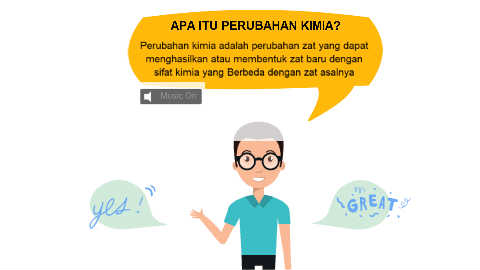 APA ITU PERUBAHAN KIMIA?
Perubahan kimia adalah perubahan zat yang dapat
menghasilkan atau membentuk zat baru dengan
sifat kimia yang Berbeda dengan zat asalnya
Music On
yes!
GREAT